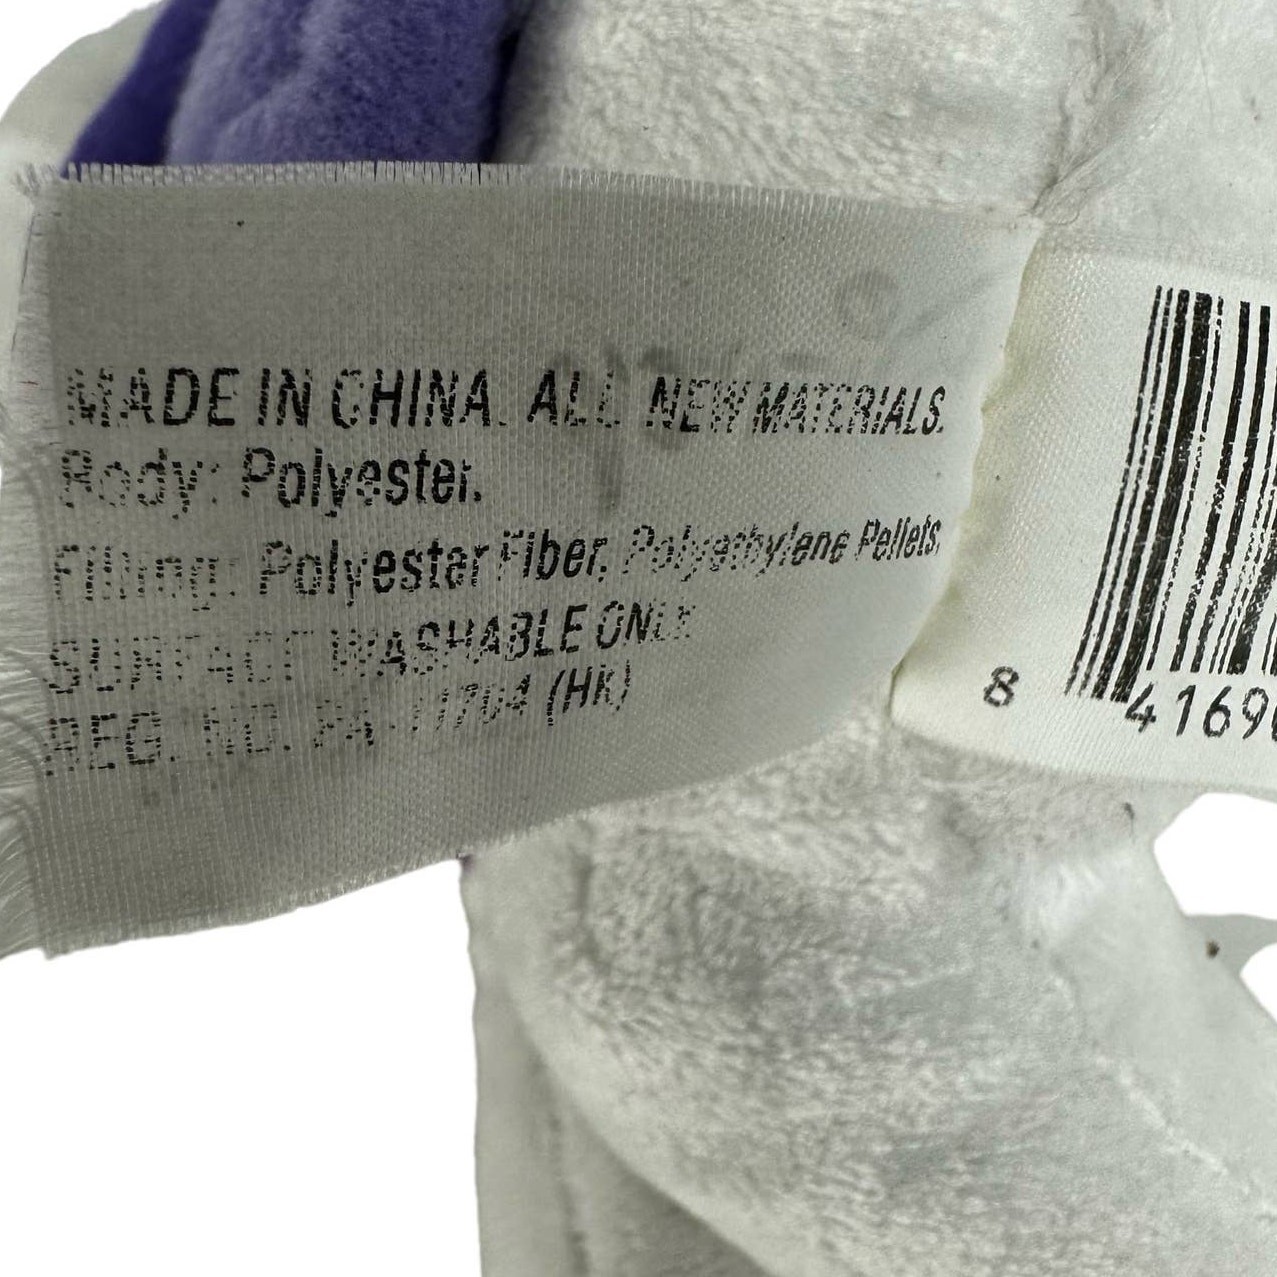 MADE IN CHINA. ALL NEW MATERIALS.
Body: Polyester.
Filling: Polyester Fiber, Polyethylene Pellets.
SURFACE WASHABLE ONLY.
REG. NO. PA-11704 (HK)
8 4169